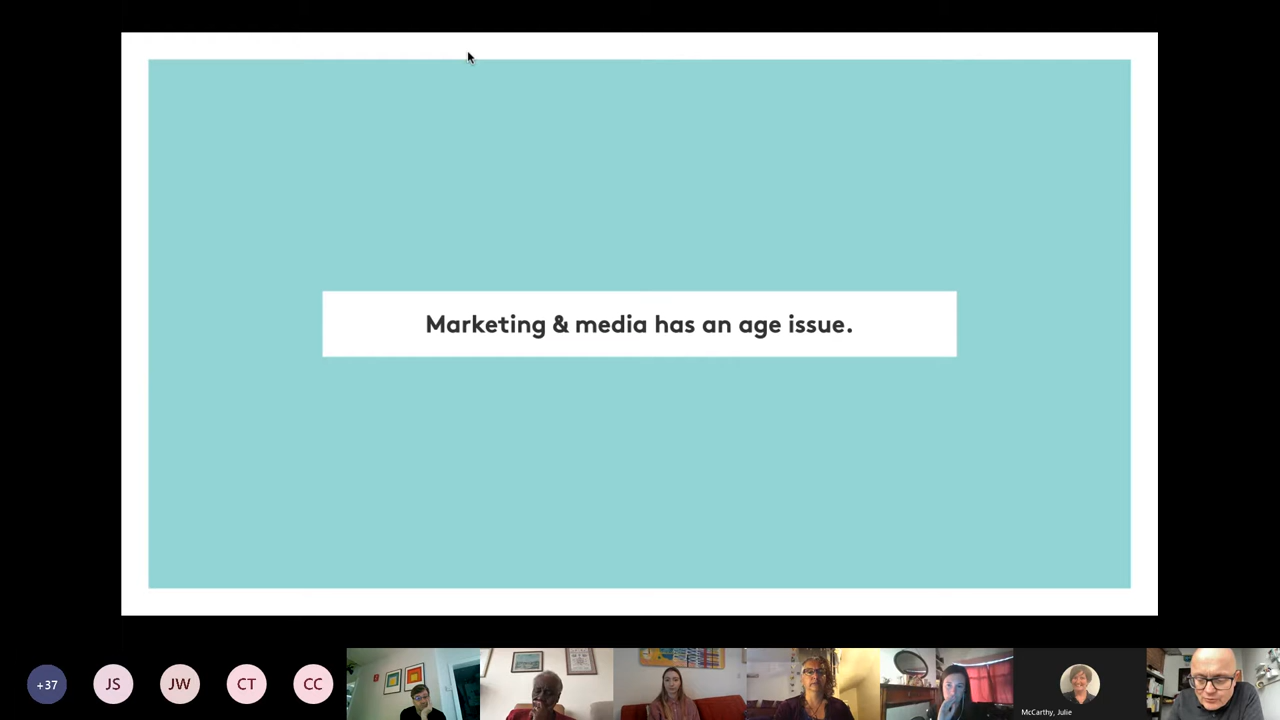 Marketing & media has an age issue.
+37
JS
JW
CT
CC
McCarthy, Julie